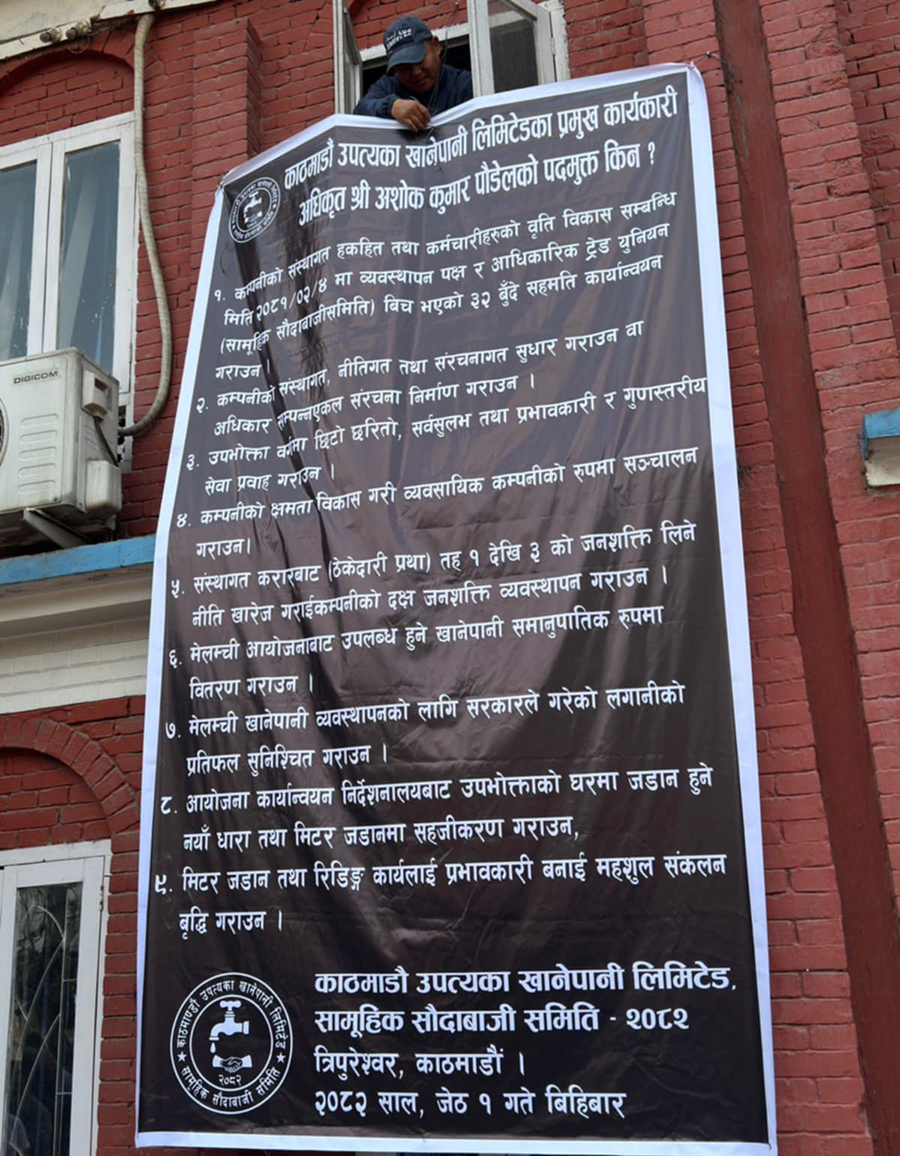 काठमाडौं उपत्यका खानेपानी लिमिटेडका प्रमुख कार्यकारी
अधिकृत श्री अशोक कुमार पौडेलको पदमुक्त किन ?
१. कम्पनीको संस्थागत हकहित तथा कर्मचारीहरुको वृति विकास सम्बन्धि
मिति २०८१/०२/४ मा व्यवस्थापन पक्ष र आधिकारिक ट्रेड युनियन
(सामूहिक सौदाबाजीसमिति) बिच भएको ३२ बुँदे सहमति कार्यान्वयन
गराउन
२. कम्पनीको संस्थागत, नीतिगत तथा संरचनागत सुधार गराउन वा
अधिकार सम्पन्नएकल संरचना निर्माण गराउन ।
३. उपभोक्ता वर्गमा छिटो छरितो, सर्वसुलभ तथा प्रभावकारी र गुणस्तरीय
सेवा प्रवाह गराउन ।
४. कम्पनीको क्षमता विकास गरी व्यवसायिक कम्पनीको रुपमा सञ्चालन
गराउन।
५. संस्थागत करारबाट (ठेकेदारी प्रथा) तह १ देखि ३ को जनशक्ति लिने
नीति खारेज गराईकम्पनीको दक्ष जनशक्ति व्यवस्थापन गराउन ।
६. मेलम्ची आयोजनाबाट उपलब्ध हुने खानेपानी समानुपातिक रुपमा
वितरण गराउन ।
७. मेलम्ची खानेपानी व्यवस्थापनको लागि सरकारले गरेको लगानीको
प्रतिफल सुनिश्चित गराउन ।
८. आयोजना कार्यान्वयन निर्देशनालयबाट उपभोक्ताको घरमा जडान हुने
नयाँ धारा तथा मिटर जडानमा सहजीकरण गराउन,
९. मिटर जडान तथा रिडिङ्ग कार्यलाई प्रभावकारी बनाई महशुल संकलन
बृद्धि गराउन ।
काठमाडौ उपत्यका खानेपानी लिमिटेड,
सामूहिक सौदाबाजी समिति - २०८२
त्रिपुरेश्वर, काठमाडौं ।
२०८२ साल, जेठ १ गते बिहिबार
काठमाण्डौ उपत्यका खानेपानी लिमिटेड
२०८२
सामूहिक सौदाबाजी समिति
DIGICOM